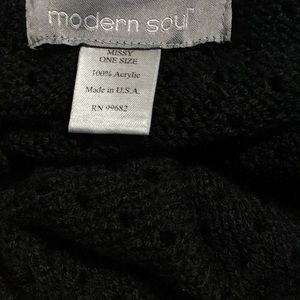 modern soul
MISSY
ONE SIZE
100% Acrylic
Made in U.S.A.
RN 99682